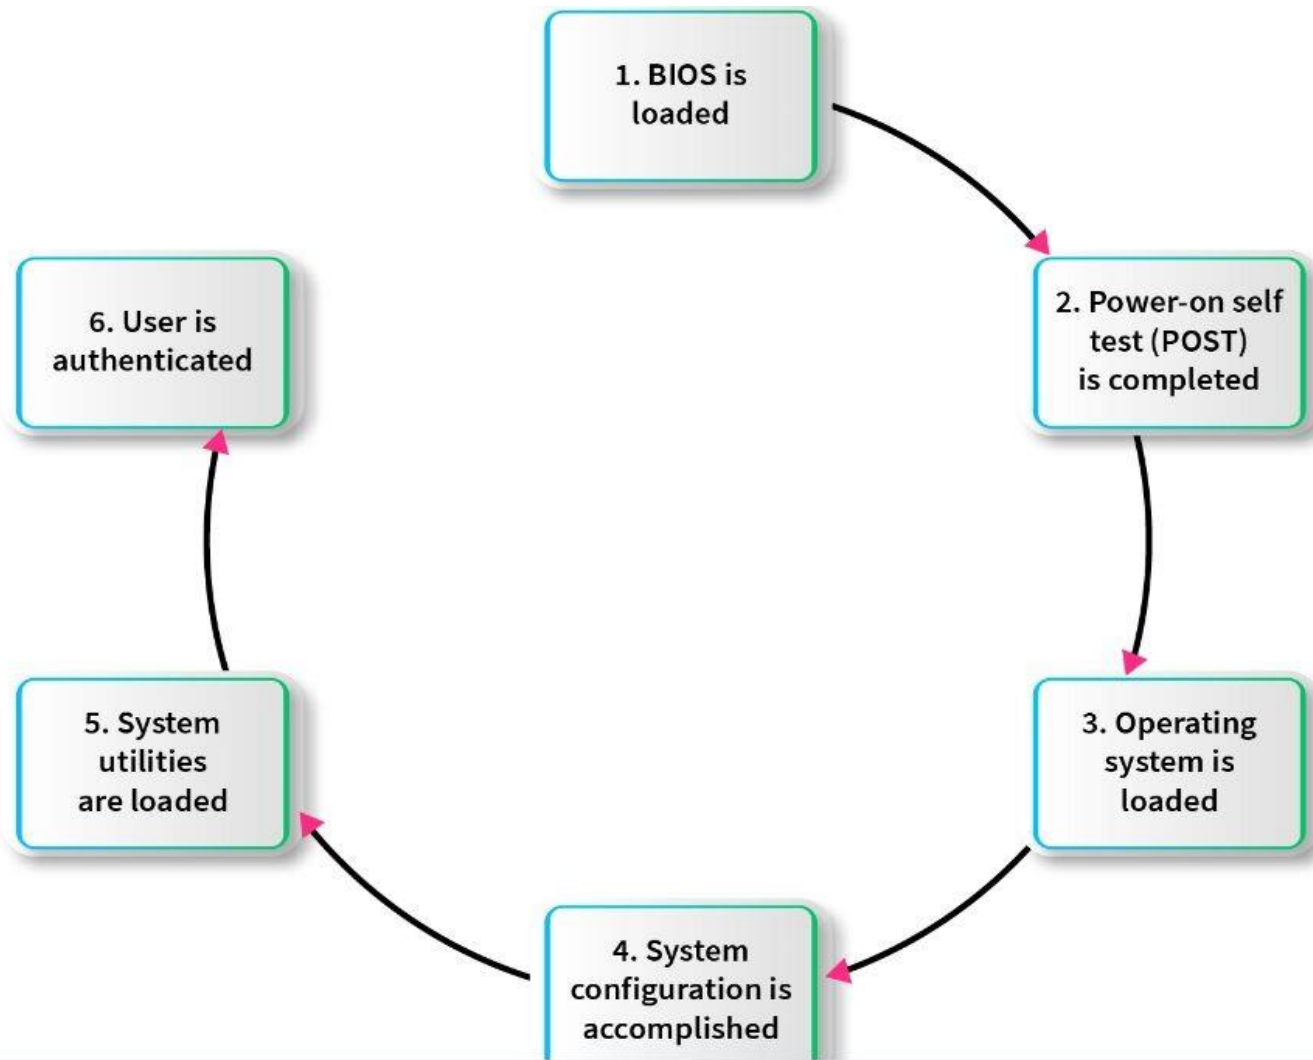 1. BIOS is
loaded
2. Power-on self
test (POST)
is completed
3. Operating
system is
loaded
4. System
configuration is
accomplished
5. System
utilities
are loaded
6. User is
authenticated